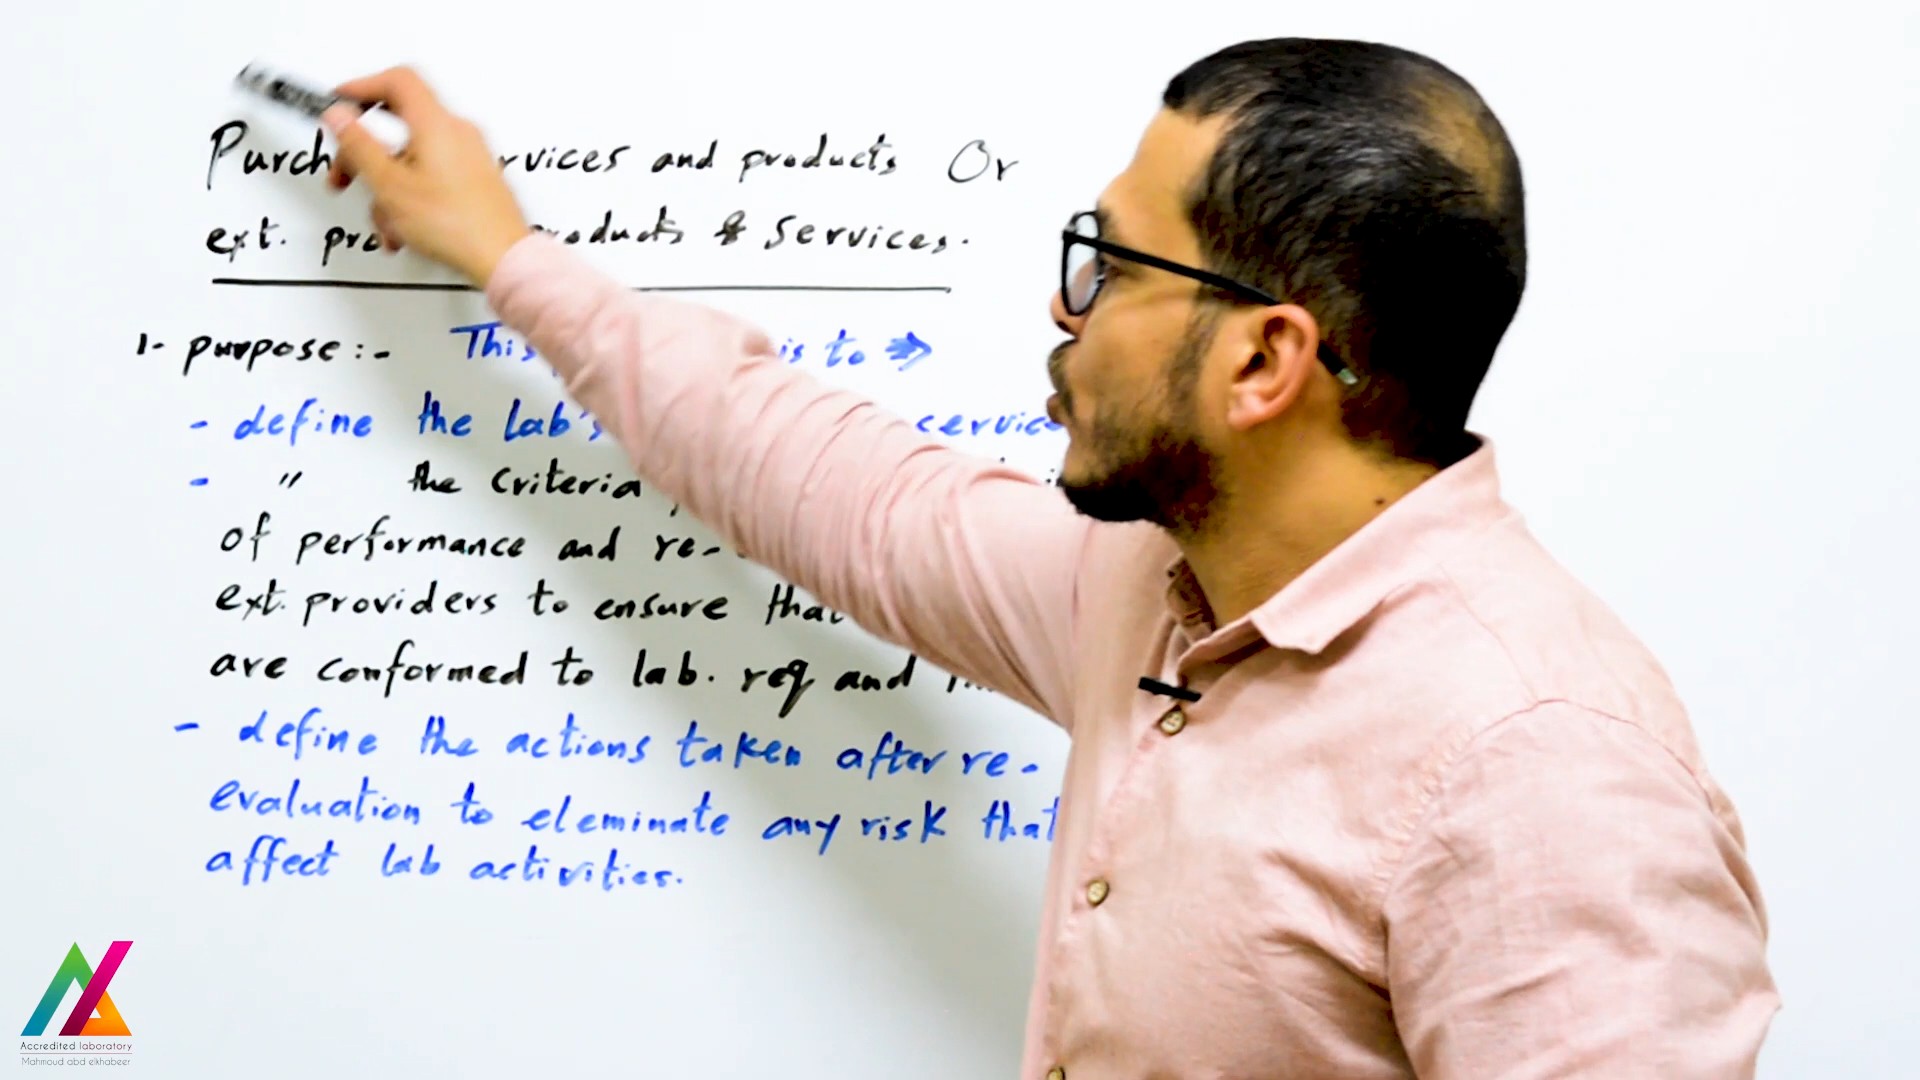 services and products Or
ext. products & services.
1- purpose :- This is to ⇒
- define the lab's service
- " the criteria
of performance and re-
ext. providers to ensure that
are conformed to lab. req and
- define the actions taken after re-
evaluation to eleminate any risk that
affect lab activities.
Accredited laboratory
Mahmoud abd elkhabeer